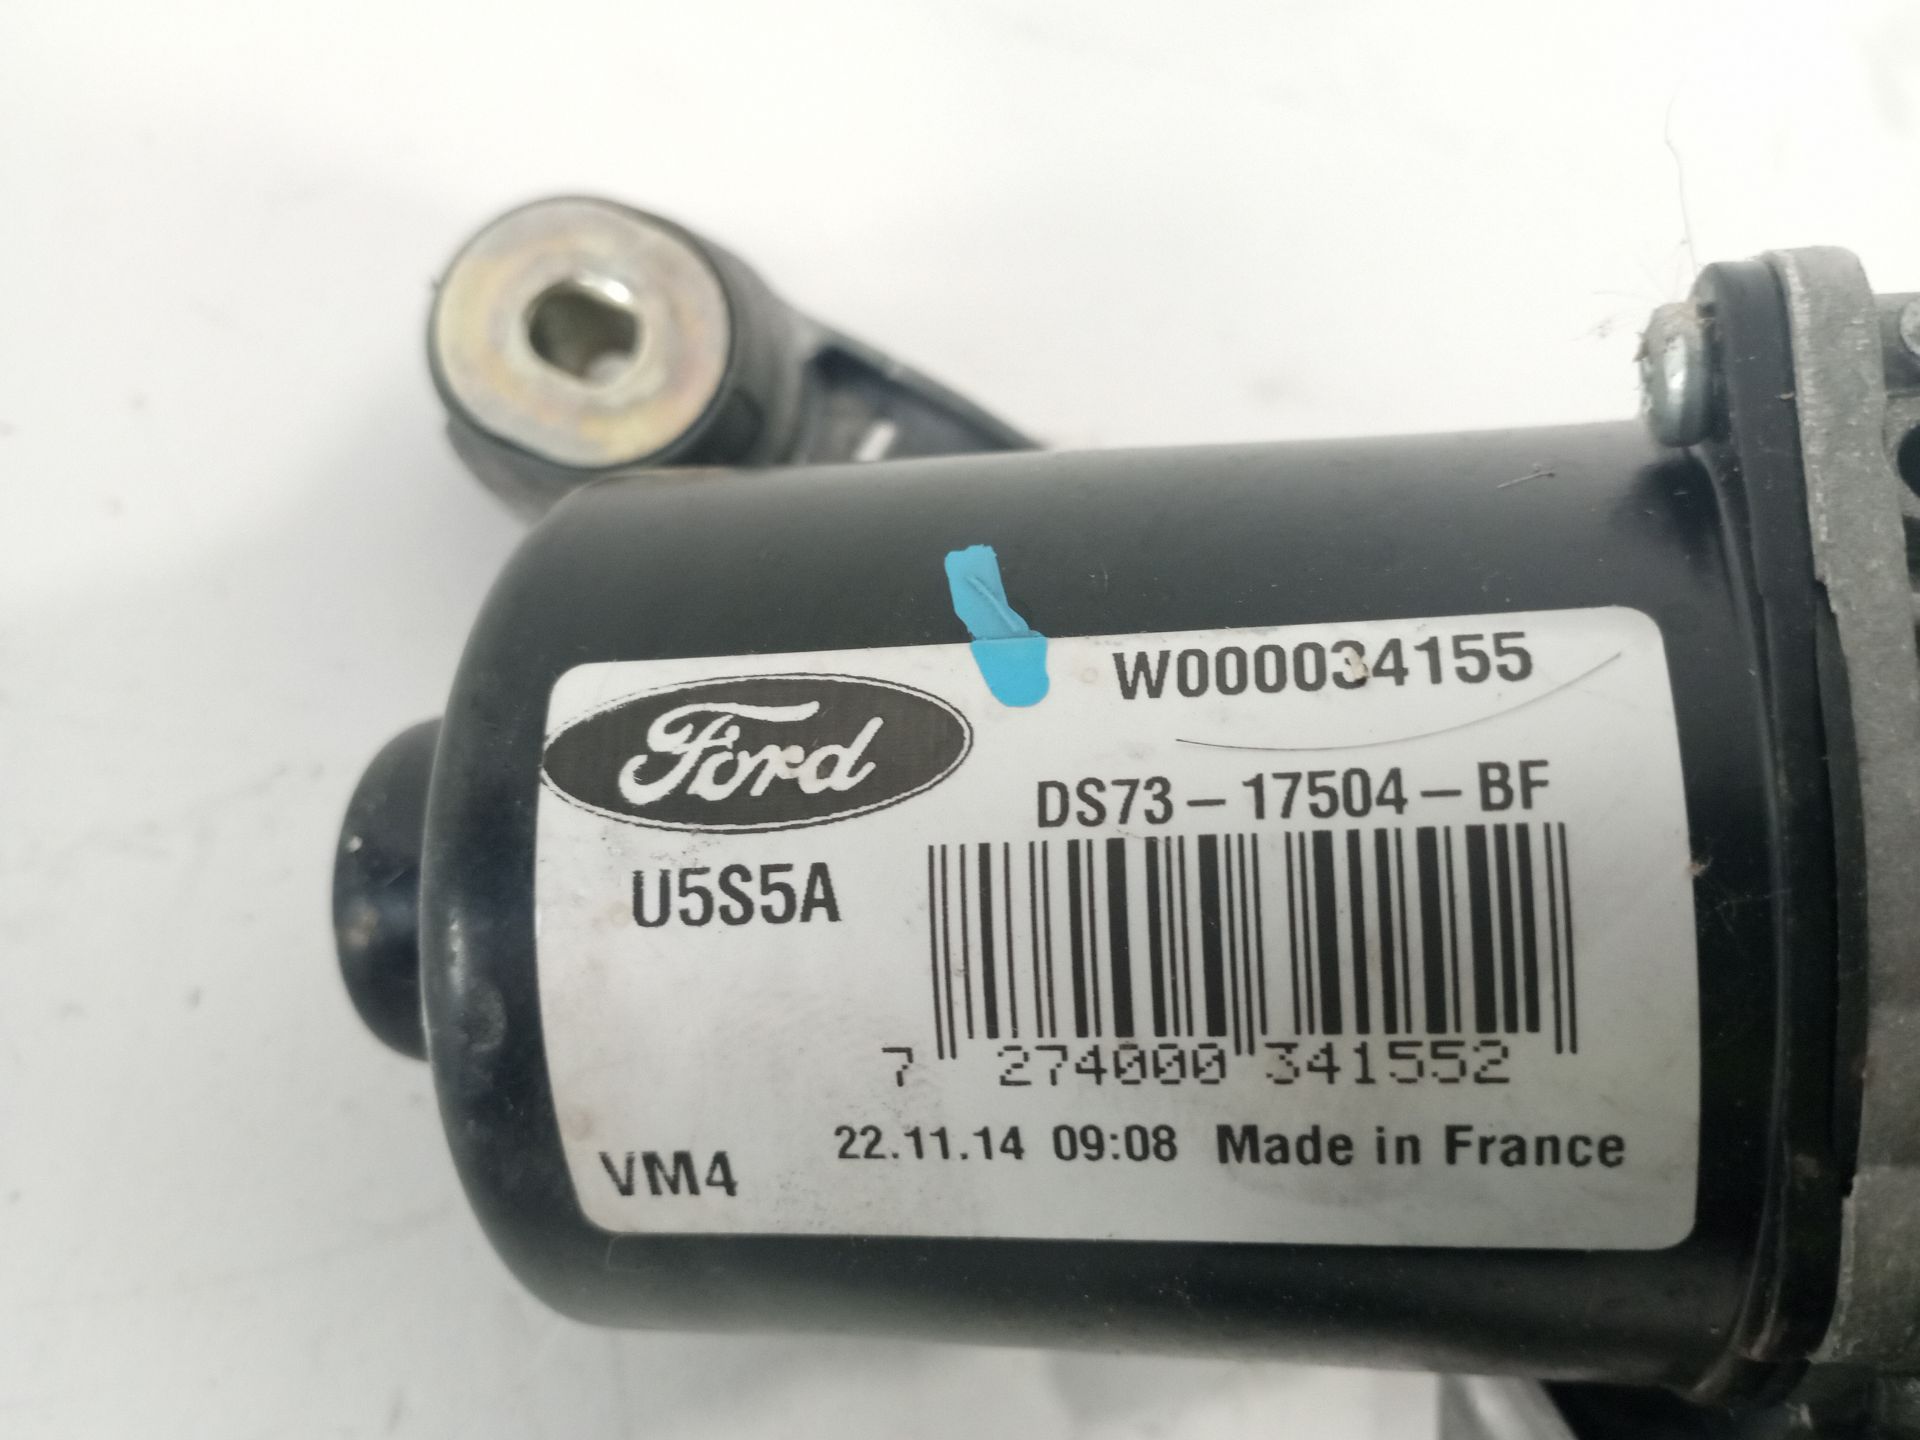 W000034155
Ford
DS73-17504-BF
U5S5A
7 274000 341552
22.11.14 09:08 Made in France
VM4